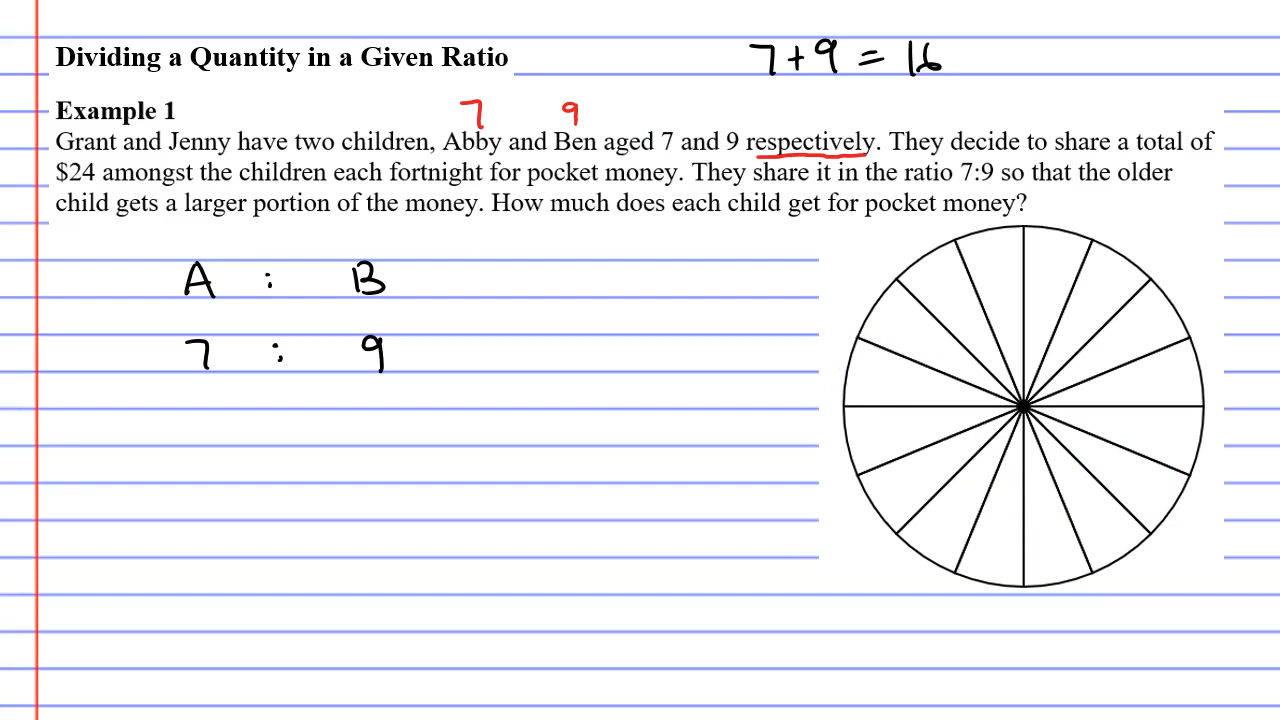 Dividing a Quantity in a Given Ratio
7 + 9 = 16
Example 1
7 9
Grant and Jenny have two children, Abby and Ben aged 7 and 9 respectively. They decide to share a total of
$24 amongst the children each fortnight for pocket money. They share it in the ratio 7:9 so that the older
child gets a larger portion of the money. How much does each child get for pocket money?
A : B
7 : 9